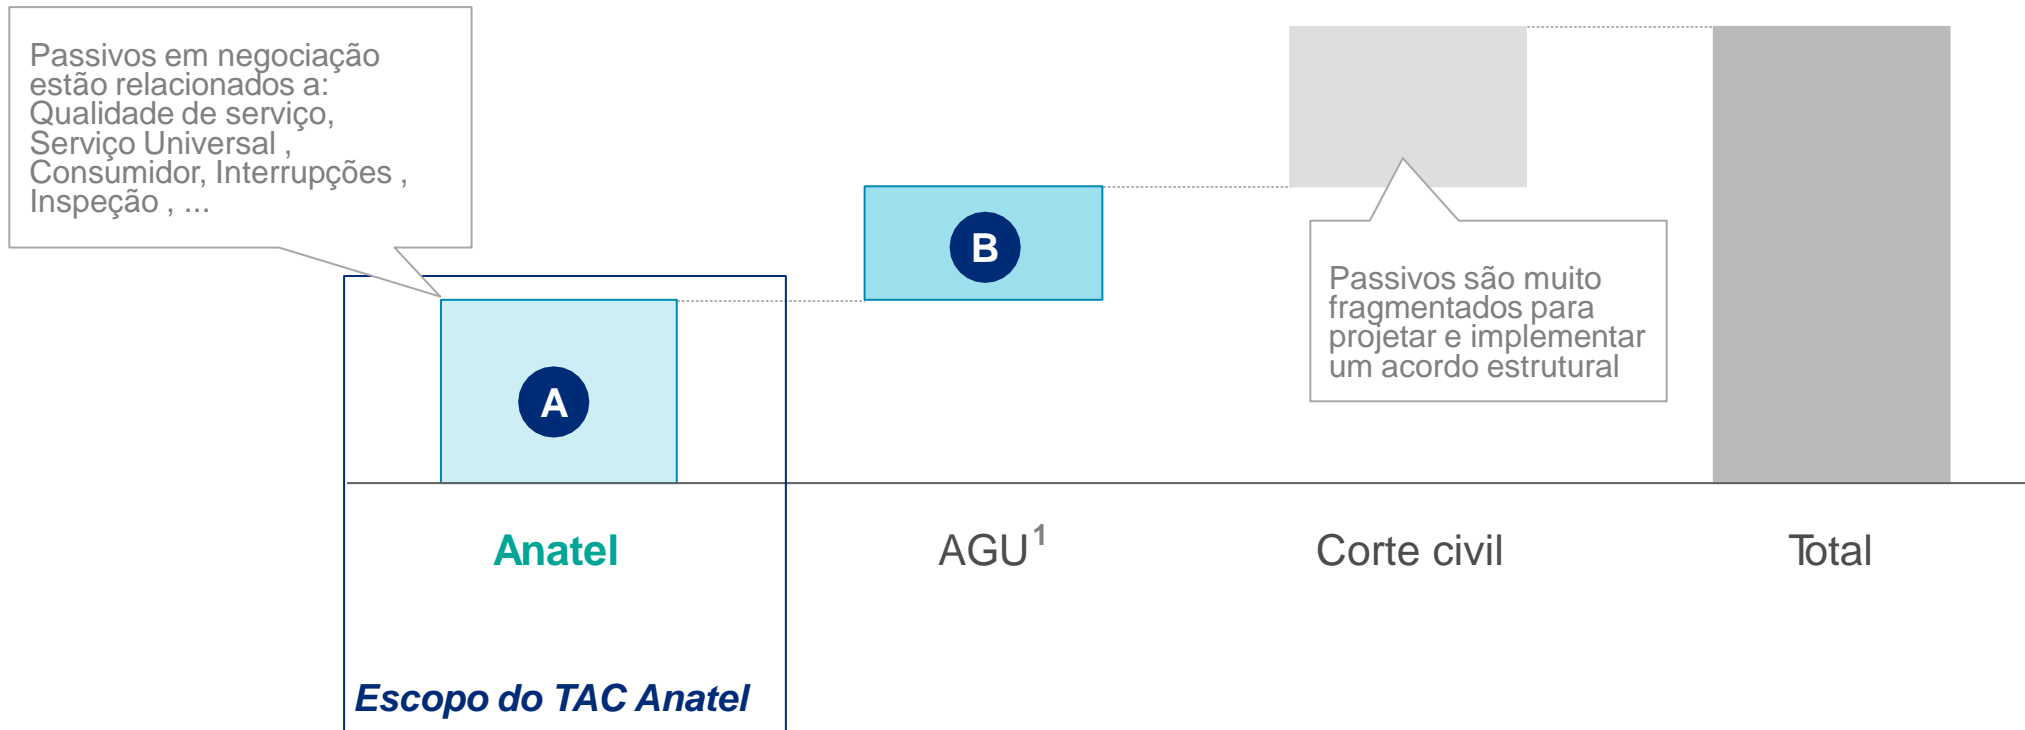 Passivos em negociação
estão relacionados a:
Qualidade de serviço,
Serviço Universal ,
Consumidor, Interrupções ,
Inspeção , ...
B
Passivos são muito
fragmentados para
projetar e implementar
um acordo estrutural
A
Anatel
AGU¹
Corte civil
Total
Escopo do TAC Anatel